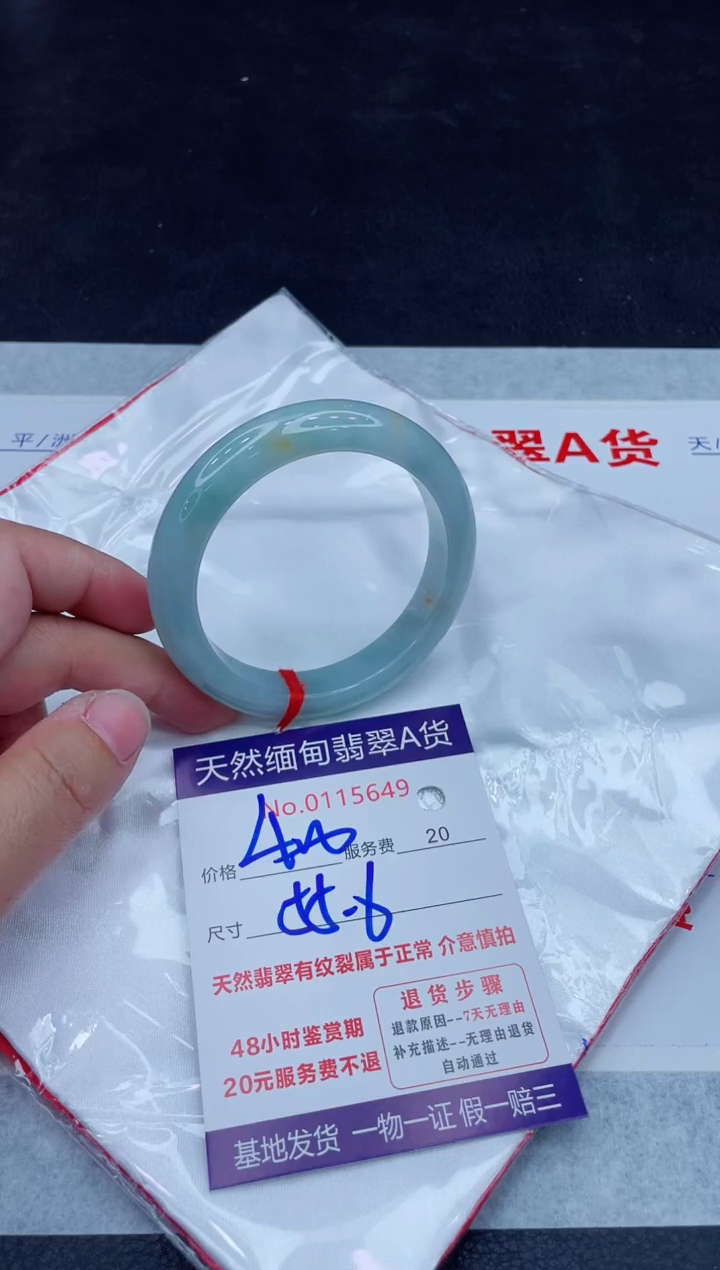 平/洲
翠A货
天然缅甸翡翠A货
No.0115649
价格 服务费 20
尺寸
天然翡翠有纹裂属于正常 介意慎拍
48小时鉴赏期
20元服务费不退
退货步骤
退款原因--7天无理由
补充描述--无理由退货
自动通过
基地发货 一物一证 假一赔三